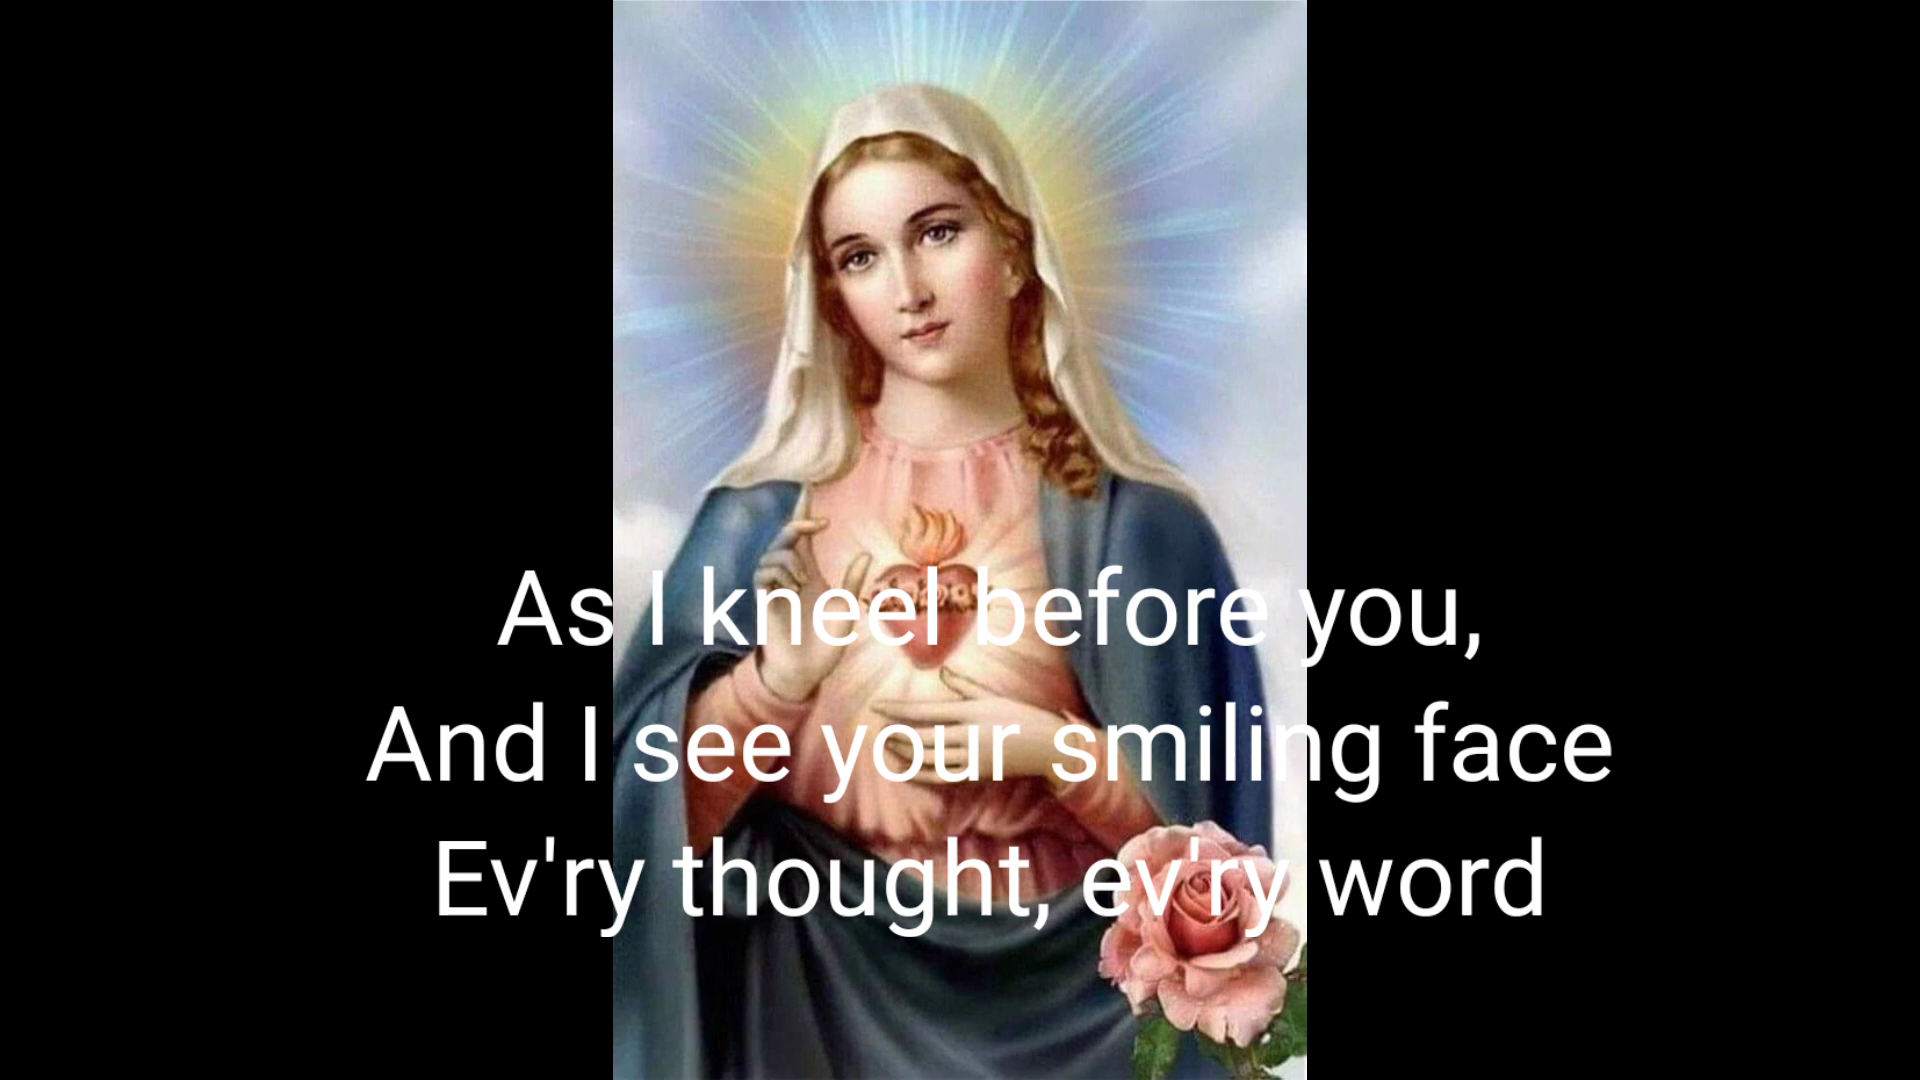 As I kneel before you,
And I see your smiling face
Ev'ry thought, ev'ry word